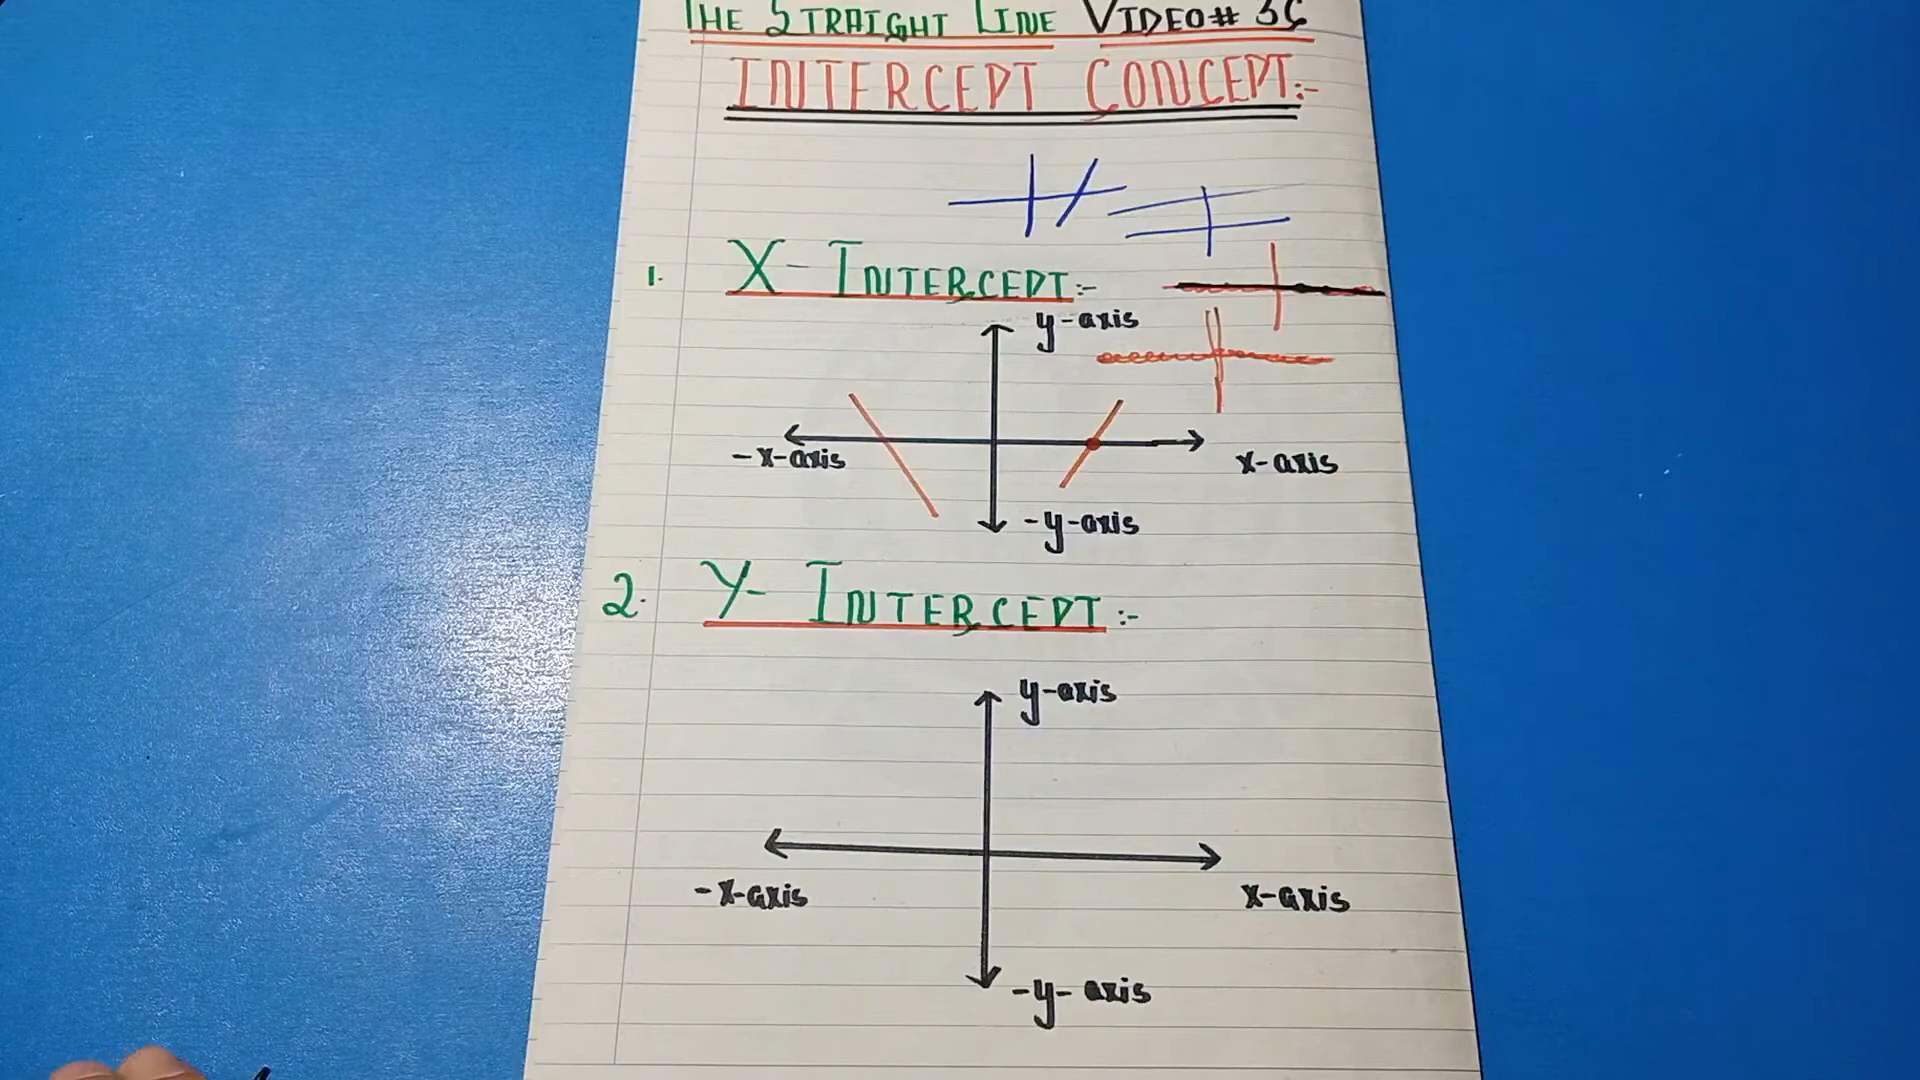 THE STRAIGHT LINE VIDEO# 36
INTERCEPT CONCEPT:-
1. X-INTERCEPT:-
y-axis
-x-axis
x-axis
-y-axis
2. Y-INTERCEPT:-
y-axis
-x-axis
x-axis
-y-axis